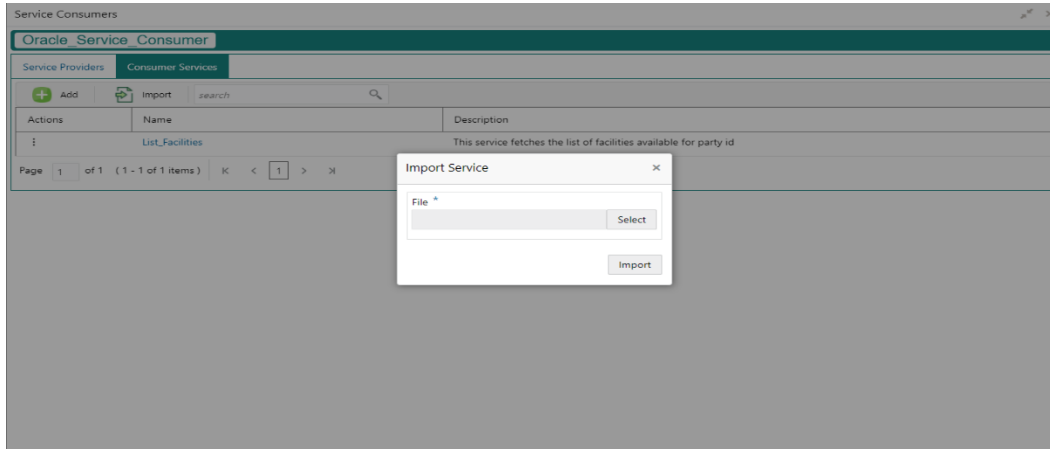 Service Consumers
Oracle_Service_Consumer
Service Providers Consumer Services
Add Import search
Actions Name Description
List_Facilities This service fetches the list of facilities available for party id
Page 1 of 1 (1 - 1 of 1 items) K < 1 > >|
Import Service ×
File *
Select
Import